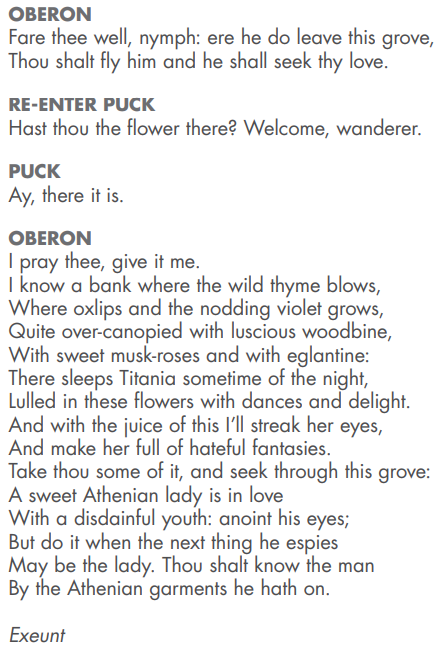 OBERON
Fare thee well, nymph: ere he do leave this grove,
Thou shalt fly him and he shall seek thy love.
RE-ENTER PUCK
Hast thou the flower there? Welcome, wanderer.
PUCK
Ay, there it is.
OBERON
I pray thee, give it me.
I know a bank where the wild thyme blows,
Where oxlips and the nodding violet grows,
Quite over-canopied with luscious woodbine,
With sweet musk-roses and with eglantine:
There sleeps Titania sometime of the night,
Lulled in these flowers with dances and delight.
And with the juice of this I’ll streak her eyes,
And make her full of hateful fantasies.
Take thou some of it, and seek through this grove:
A sweet Athenian lady is in love
With a disdainful youth: anoint his eyes;
But do it when the next thing he espies
May be the lady. Thou shalt know the man
By the Athenian garments he hath on.
Exeunt